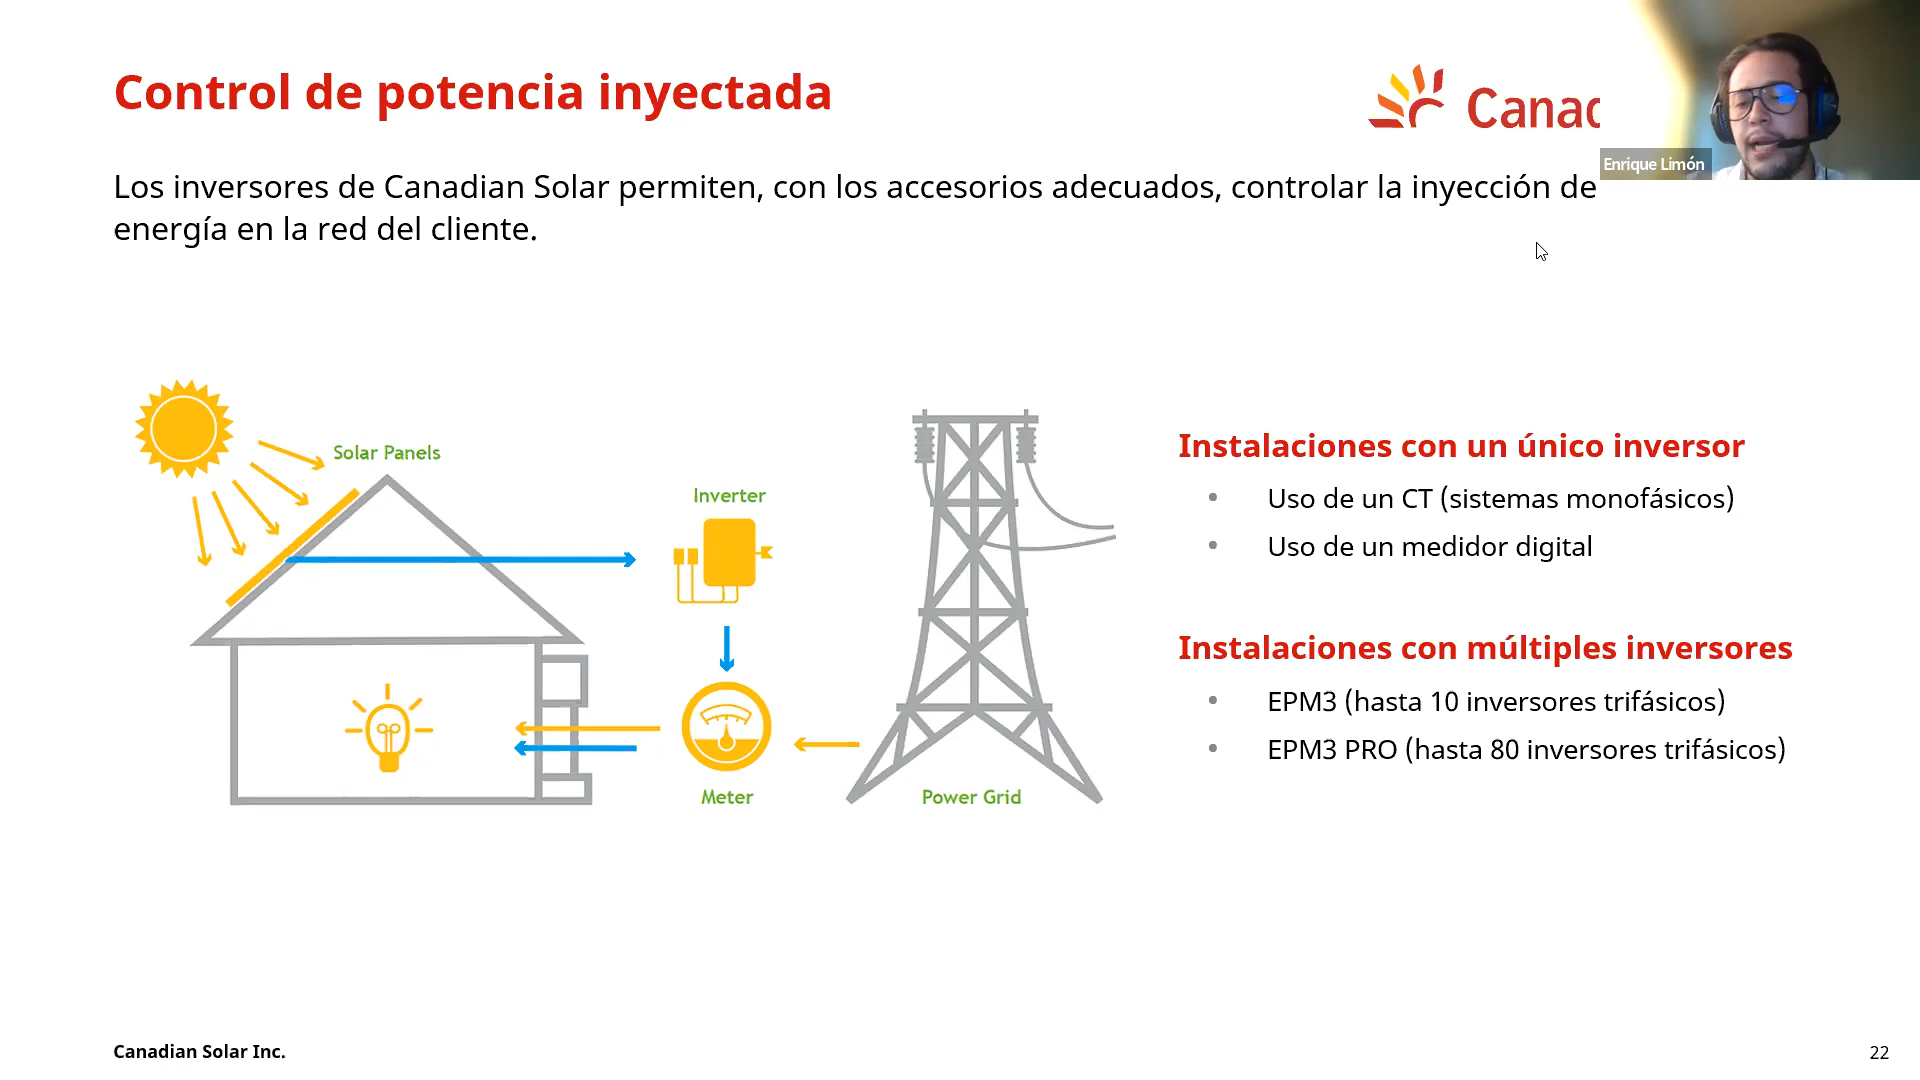 Control de potencia inyectada
Canad
Enrique Limón
Los inversores de Canadian Solar permiten, con los accesorios adecuados, controlar la inyección de
energía en la red del cliente.
Solar Panels
Inverter
Meter
Power Grid
Instalaciones con un único inversor
• Uso de un CT (sistemas monofásicos)
• Uso de un medidor digital
Instalaciones con múltiples inversores
• EPM3 (hasta 10 inversores trifásicos)
• EPM3 PRO (hasta 80 inversores trifásicos)
Canadian Solar Inc.
22